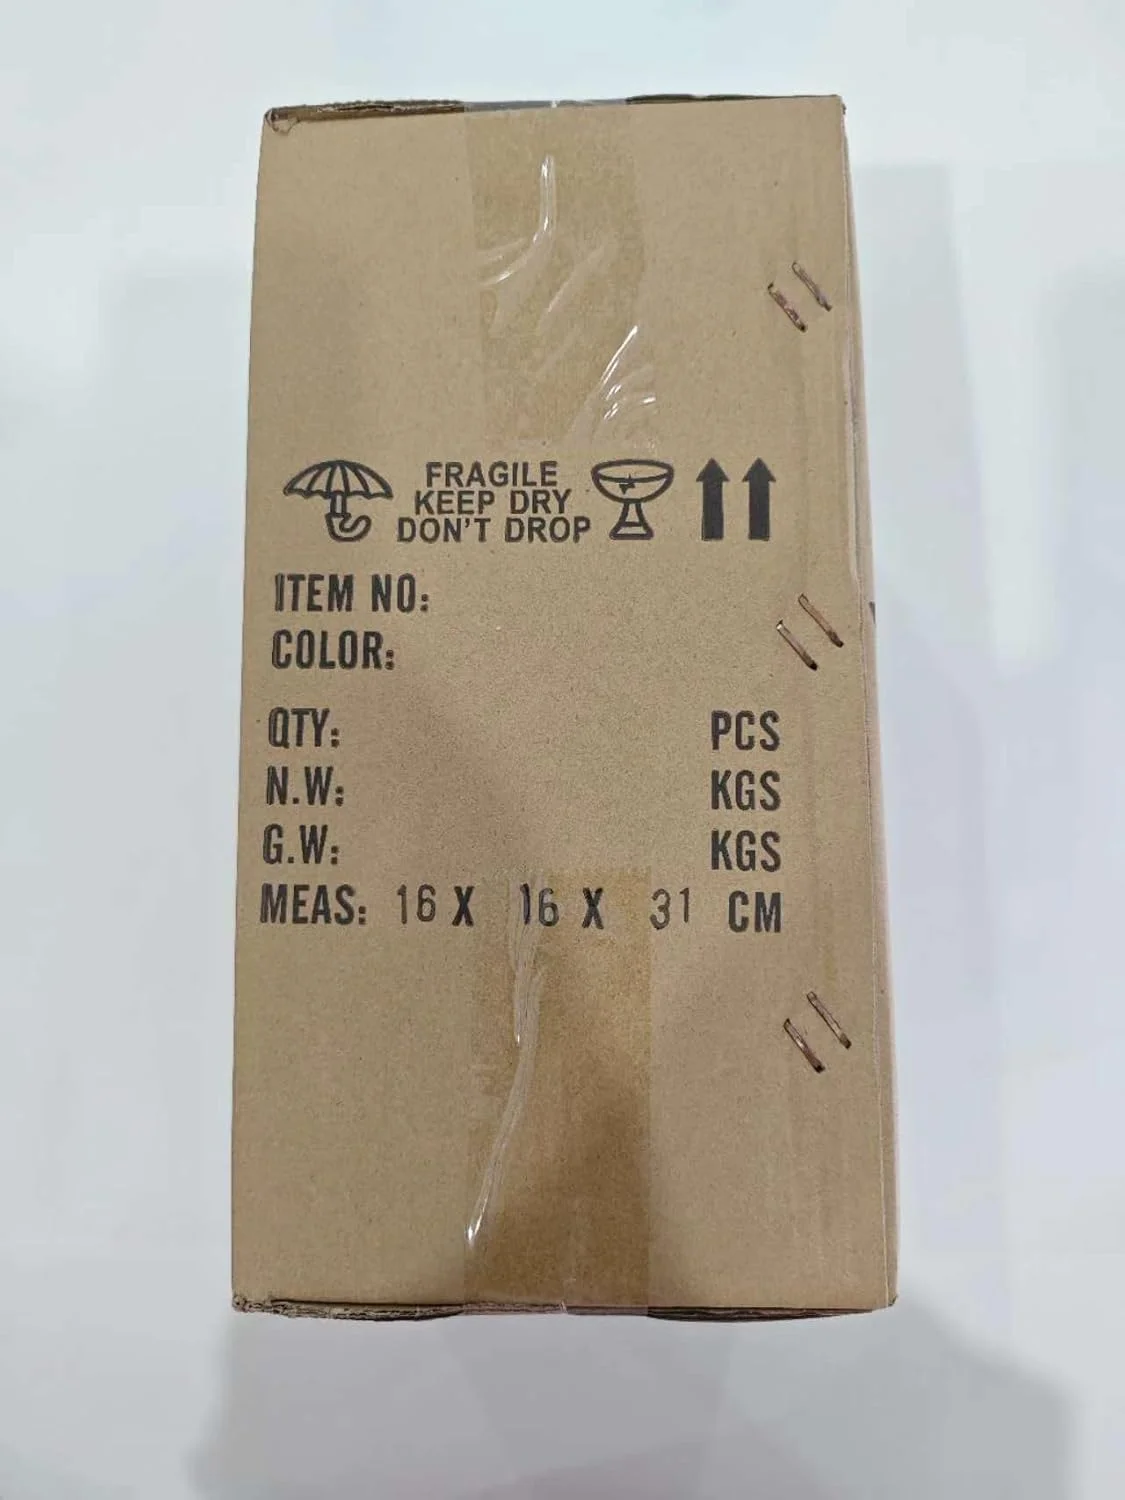 FRAGILE
KEEP DRY
DON'T DROP
ITEM NO:
COLOR:
QTY: PCS
N.W: KGS
G.W: KGS
MEAS: 16 X 16 X 31 CM